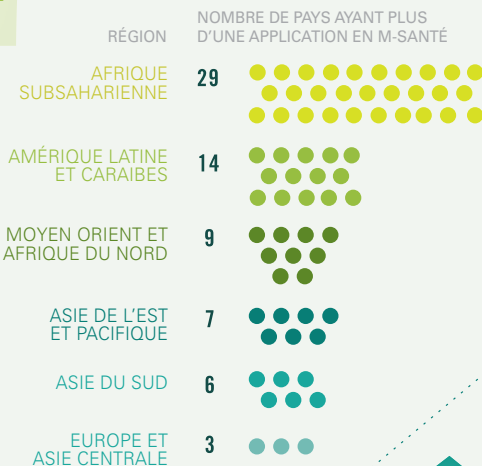 RÉGION
NOMBRE DE PAYS AYANT PLUS
D'UNE APPLICATION EN M-SANTÉ
AFRIQUE
SUBSAHARIENNE
29
AMÉRIQUE LATINE
ET CARAIBES
14
MOYEN ORIENT ET
AFRIQUE DU NORD
9
ASIE DE L'EST
ET PACIFIQUE
7
ASIE DU SUD
6
EUROPE ET
ASIE CENTRALE
3